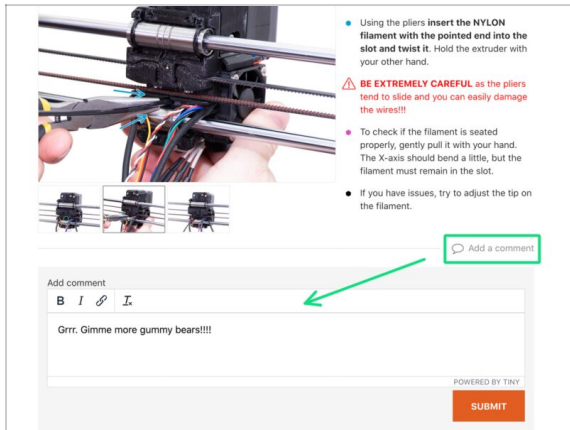 Using the pliers insert the NYLON
filament with the pointed end into the
slot and twist it. Hold the extruder with
your other hand.
BE EXTREMELY CAREFUL as the pliers
tend to slide and you can easily damage
the wires!!!
To check if the filament is seated
properly, gently pull it with your hand.
The X-axis should bend a little, but the
filament must remain in the slot.
If you have issues, try to adjust the tip on
the filament.
Add a comment
Add comment
B I
Grrr. Gimme more gummy bears!!!!
POWERED BY TINY
SUBMIT